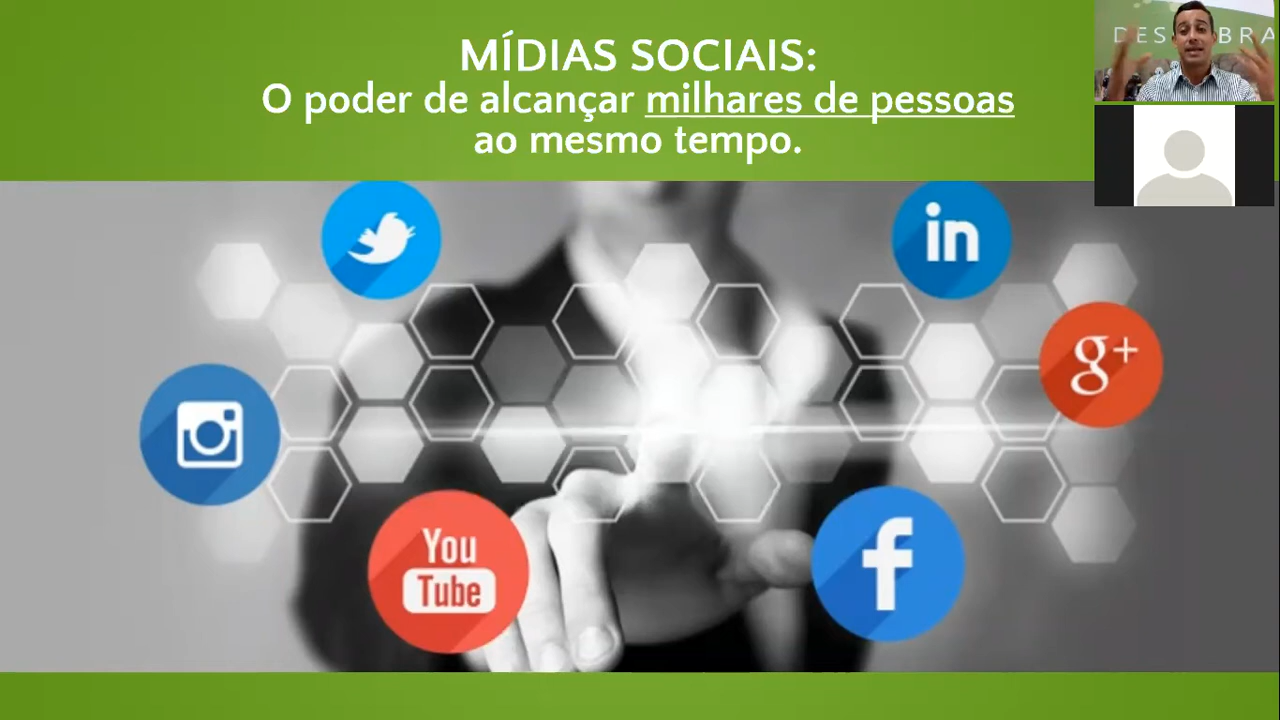 MÍDIAS SOCIAIS:
O poder de alcançar milhares de pessoas
ao mesmo tempo.
in
g+
You
Tube
f